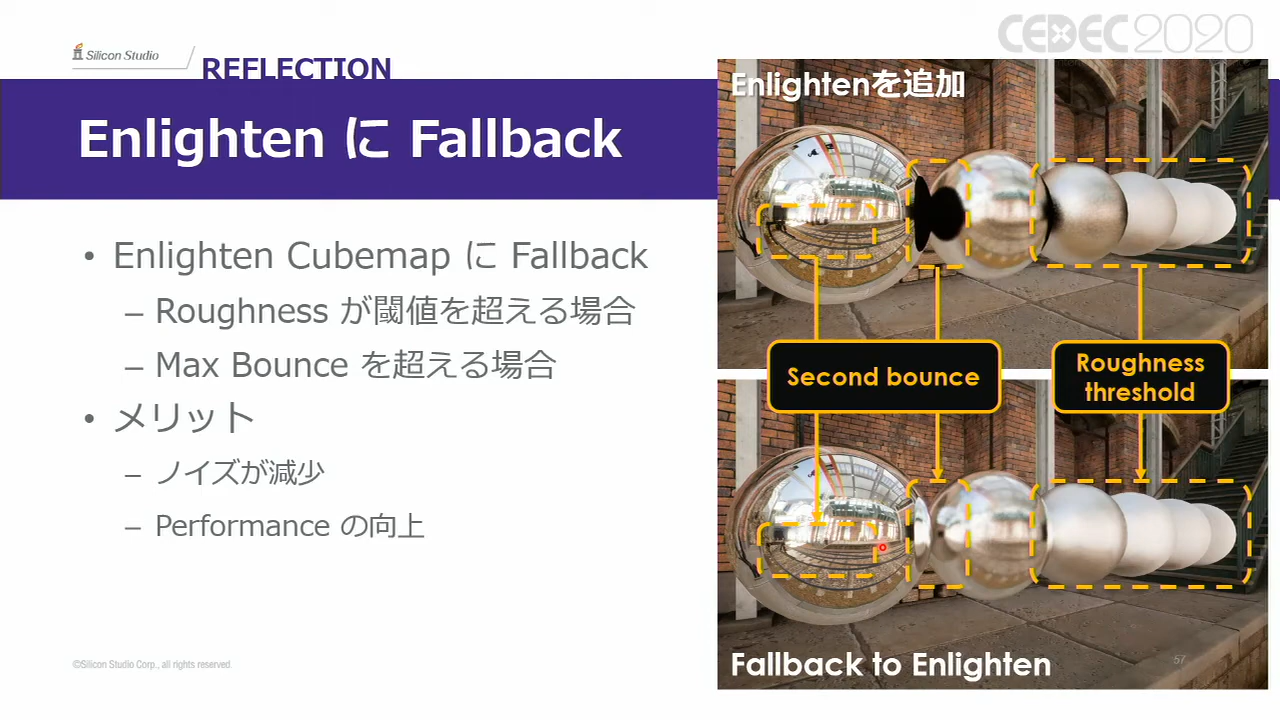 CEDEC2020
Silicon Studio
REFLECTION
Enlighten に Fallback
• Enlighten Cubemap に Fallback
– Roughness が閾値を超える場合
– Max Bounce を超える場合
• メリット
– ノイズが減少
– Performance の向上
Enlightenを追加
Second bounce
Roughness
threshold
Fallback to Enlighten
©Silicon Studio Corp., all rights reserved.
57